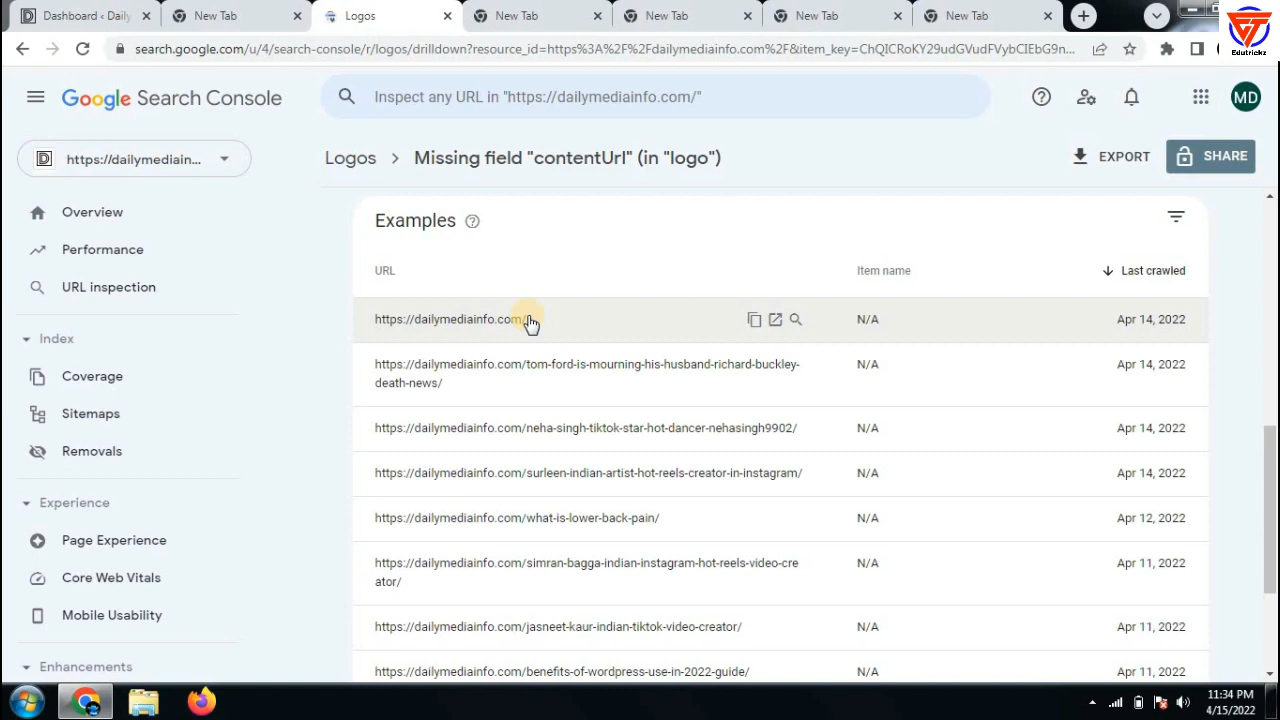 Dashboard ‹ Daily
New Tab
Logos
New Tab
New Tab
New Tab
New Tab
search.google.com/u/4/search-console/r/logos/drilldown?resource_id=https%3A%2F%2Fdailymediainfo.com%2F&item_key=ChQICRoKY29udGVudFVybCIEbG9n...
Edutrickz
Google Search Console
Inspect any URL in "https://dailymediainfo.com/"
MD
https://dailymediain...
Logos > Missing field "contentUrl" (in "logo")
EXPORT
SHARE
Overview
Performance
URL inspection
Index
Coverage
Sitemaps
Removals
Experience
Page Experience
Core Web Vitals
Mobile Usability
Enhancements
Examples
URL Item name Last crawled
https://dailymediainfo.com/ N/A Apr 14, 2022
https://dailymediainfo.com/tom-ford-is-mourning-his-husband-richard-buckley-
death-news/ N/A Apr 14, 2022
https://dailymediainfo.com/neha-singh-tiktok-star-hot-dancer-nehasingh9902/ N/A Apr 14, 2022
https://dailymediainfo.com/surleen-indian-artist-hot-reels-creator-in-instagram/ N/A Apr 14, 2022
https://dailymediainfo.com/what-is-lower-back-pain/ N/A Apr 12, 2022
https://dailymediainfo.com/simran-bagga-indian-instagram-hot-reels-video-cre
ator/ N/A Apr 11, 2022
https://dailymediainfo.com/jasneet-kaur-indian-tiktok-video-creator/ N/A Apr 11, 2022
https://dailymediainfo.com/benefits-of-wordpress-use-in-2022-guide/ N/A Apr 11, 2022
11:34 PM
4/15/2022